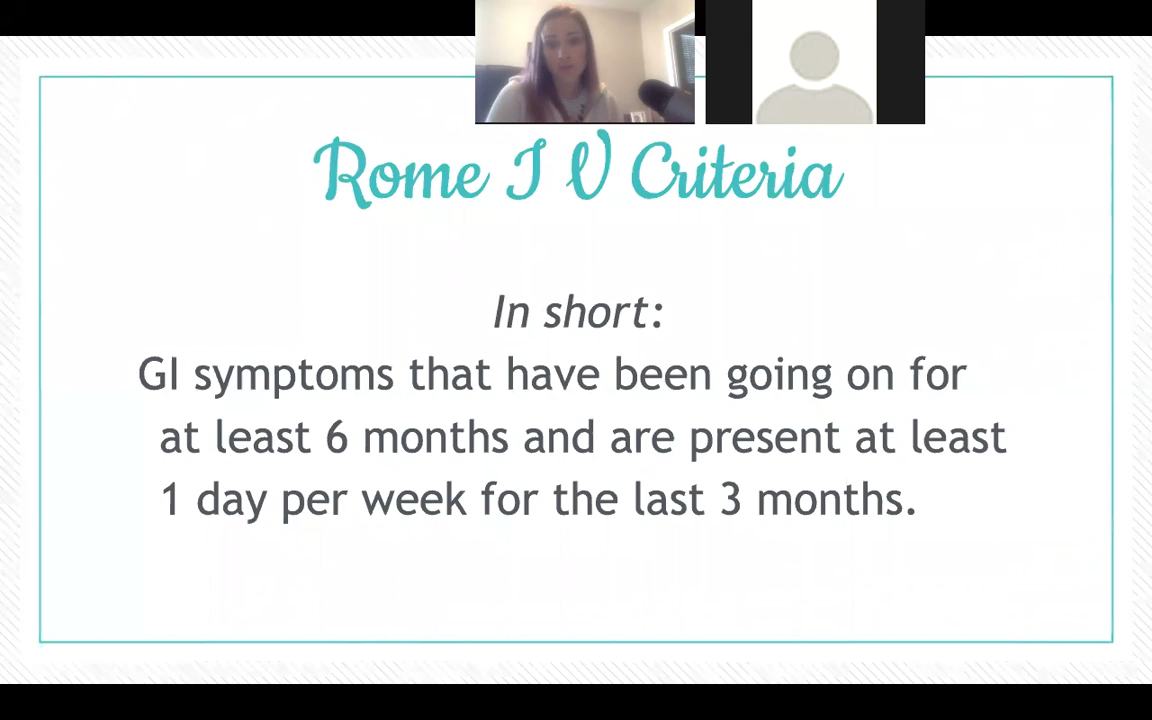 Rome I V Criteria
In short:
GI symptoms that have been going on for
at least 6 months and are present at least
1 day per week for the last 3 months.